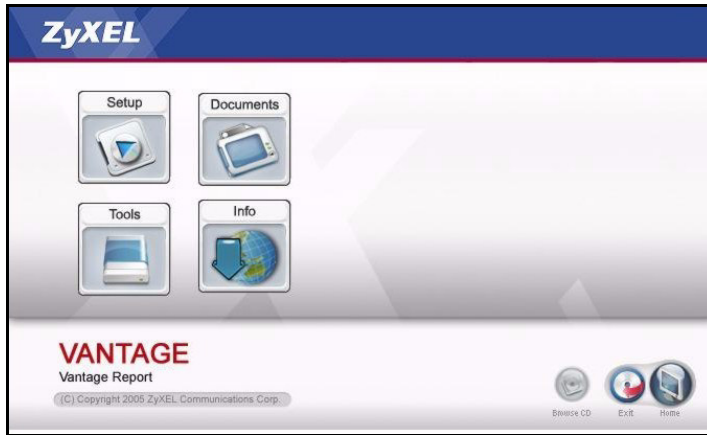 ZyXEL
Setup
Documents
Tools
Info
VANTAGE
Vantage Report
(C) Copyright 2005 ZyXEL Communications Corp.
Browse CD
Exit
Home